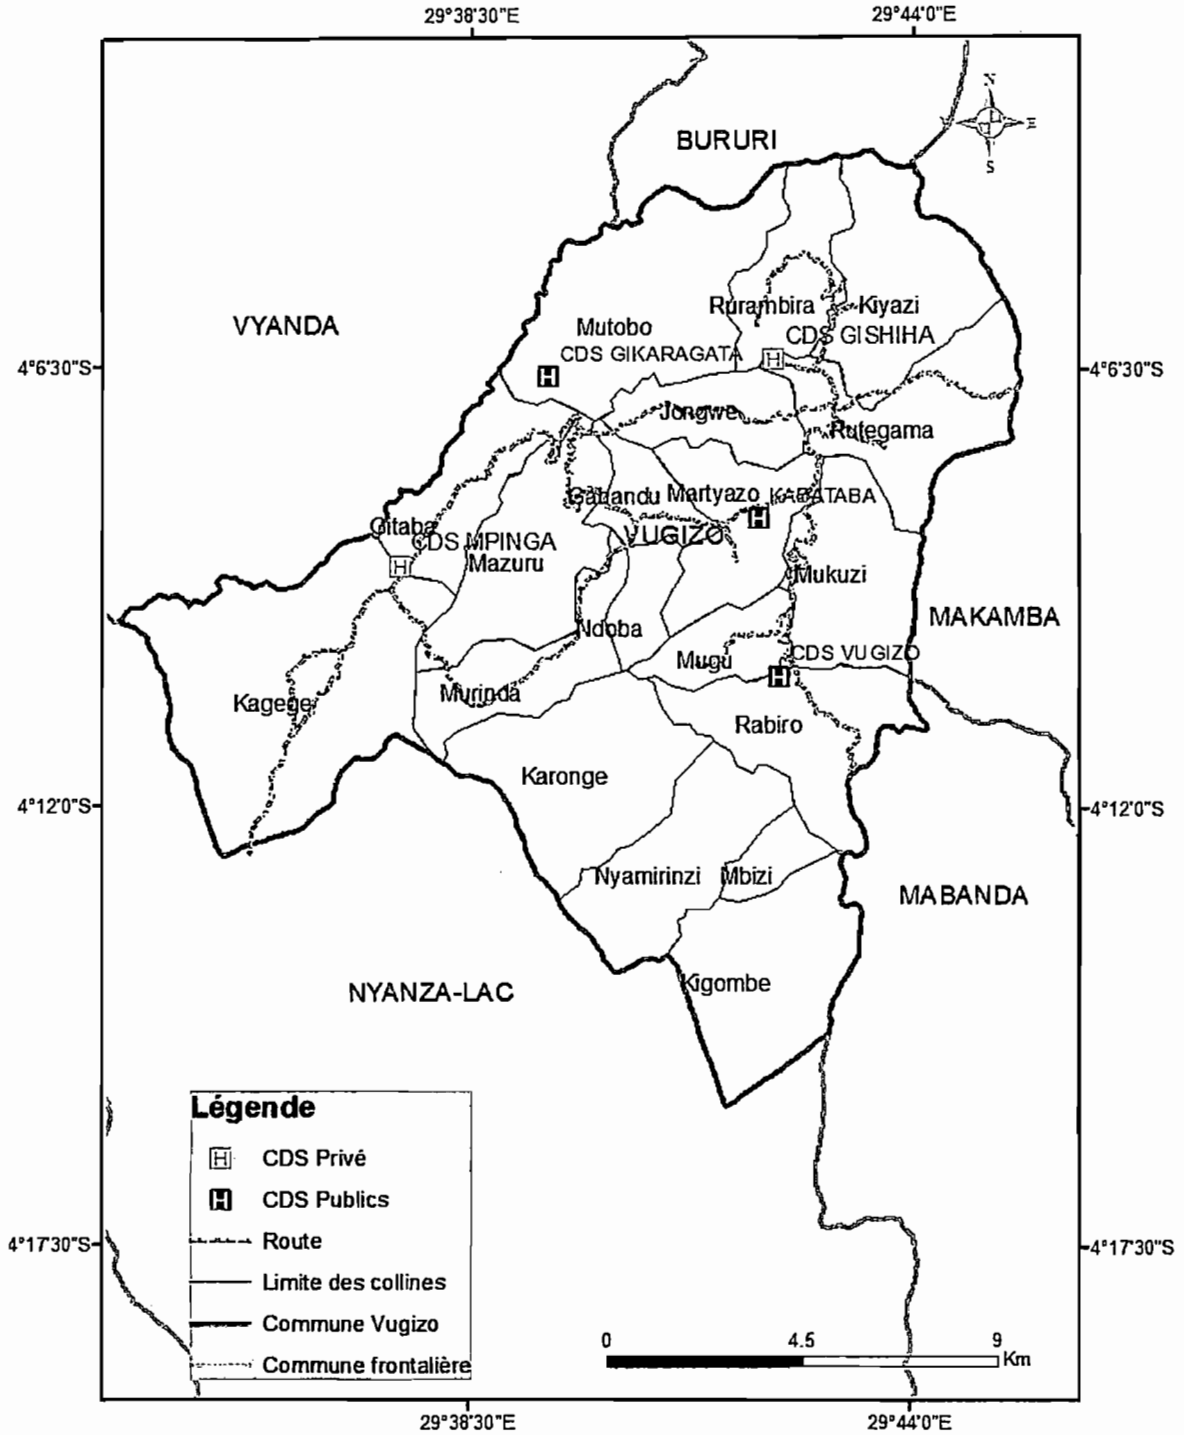 29°38'30"E
29°44'0"E
N
E
S
BURURI
VYANDA
Rurambira
Kiyazi
Mutobo
CDS GISHIHA
CDS GIKARAGATA
H
4°6'30"S
4°6'30"S
H
Jongwe
Rutegama
Gabandu
Martyazo
KABATABA
H
Gitaba
VUGIZO
CDS MPINGA
Mazuru
H
Mukuzi
MAKAMBA
Ndoba
Mugu
CDS VUGIZO
H
Kagege
Murinda
Rabiro
Karonge
4°12'0"S
4°12'0"S
Nyamirinzi
Mbizi
MABANDA
Kigombe
NYANZA-LAC
Légende
H CDS Privé
H CDS Publics
Route
Limite des collines
Commune Vugizo
Commune frontalière
4°17'30"S
4°17'30"S
0 4.5 9
Km
29°38'30"E
29°44'0"E